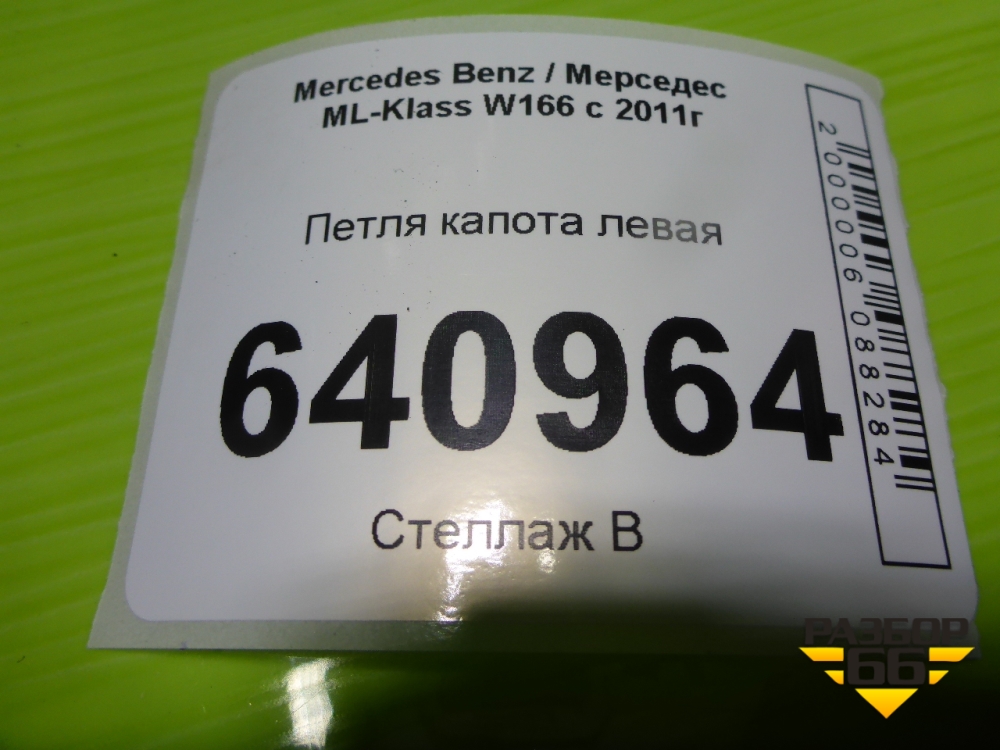 Mercedes Benz / Мерседес
ML-Klass W166 с 2011г
Петля капота левая
640964
Стеллаж В
2000006088284
РАЗБОР
66